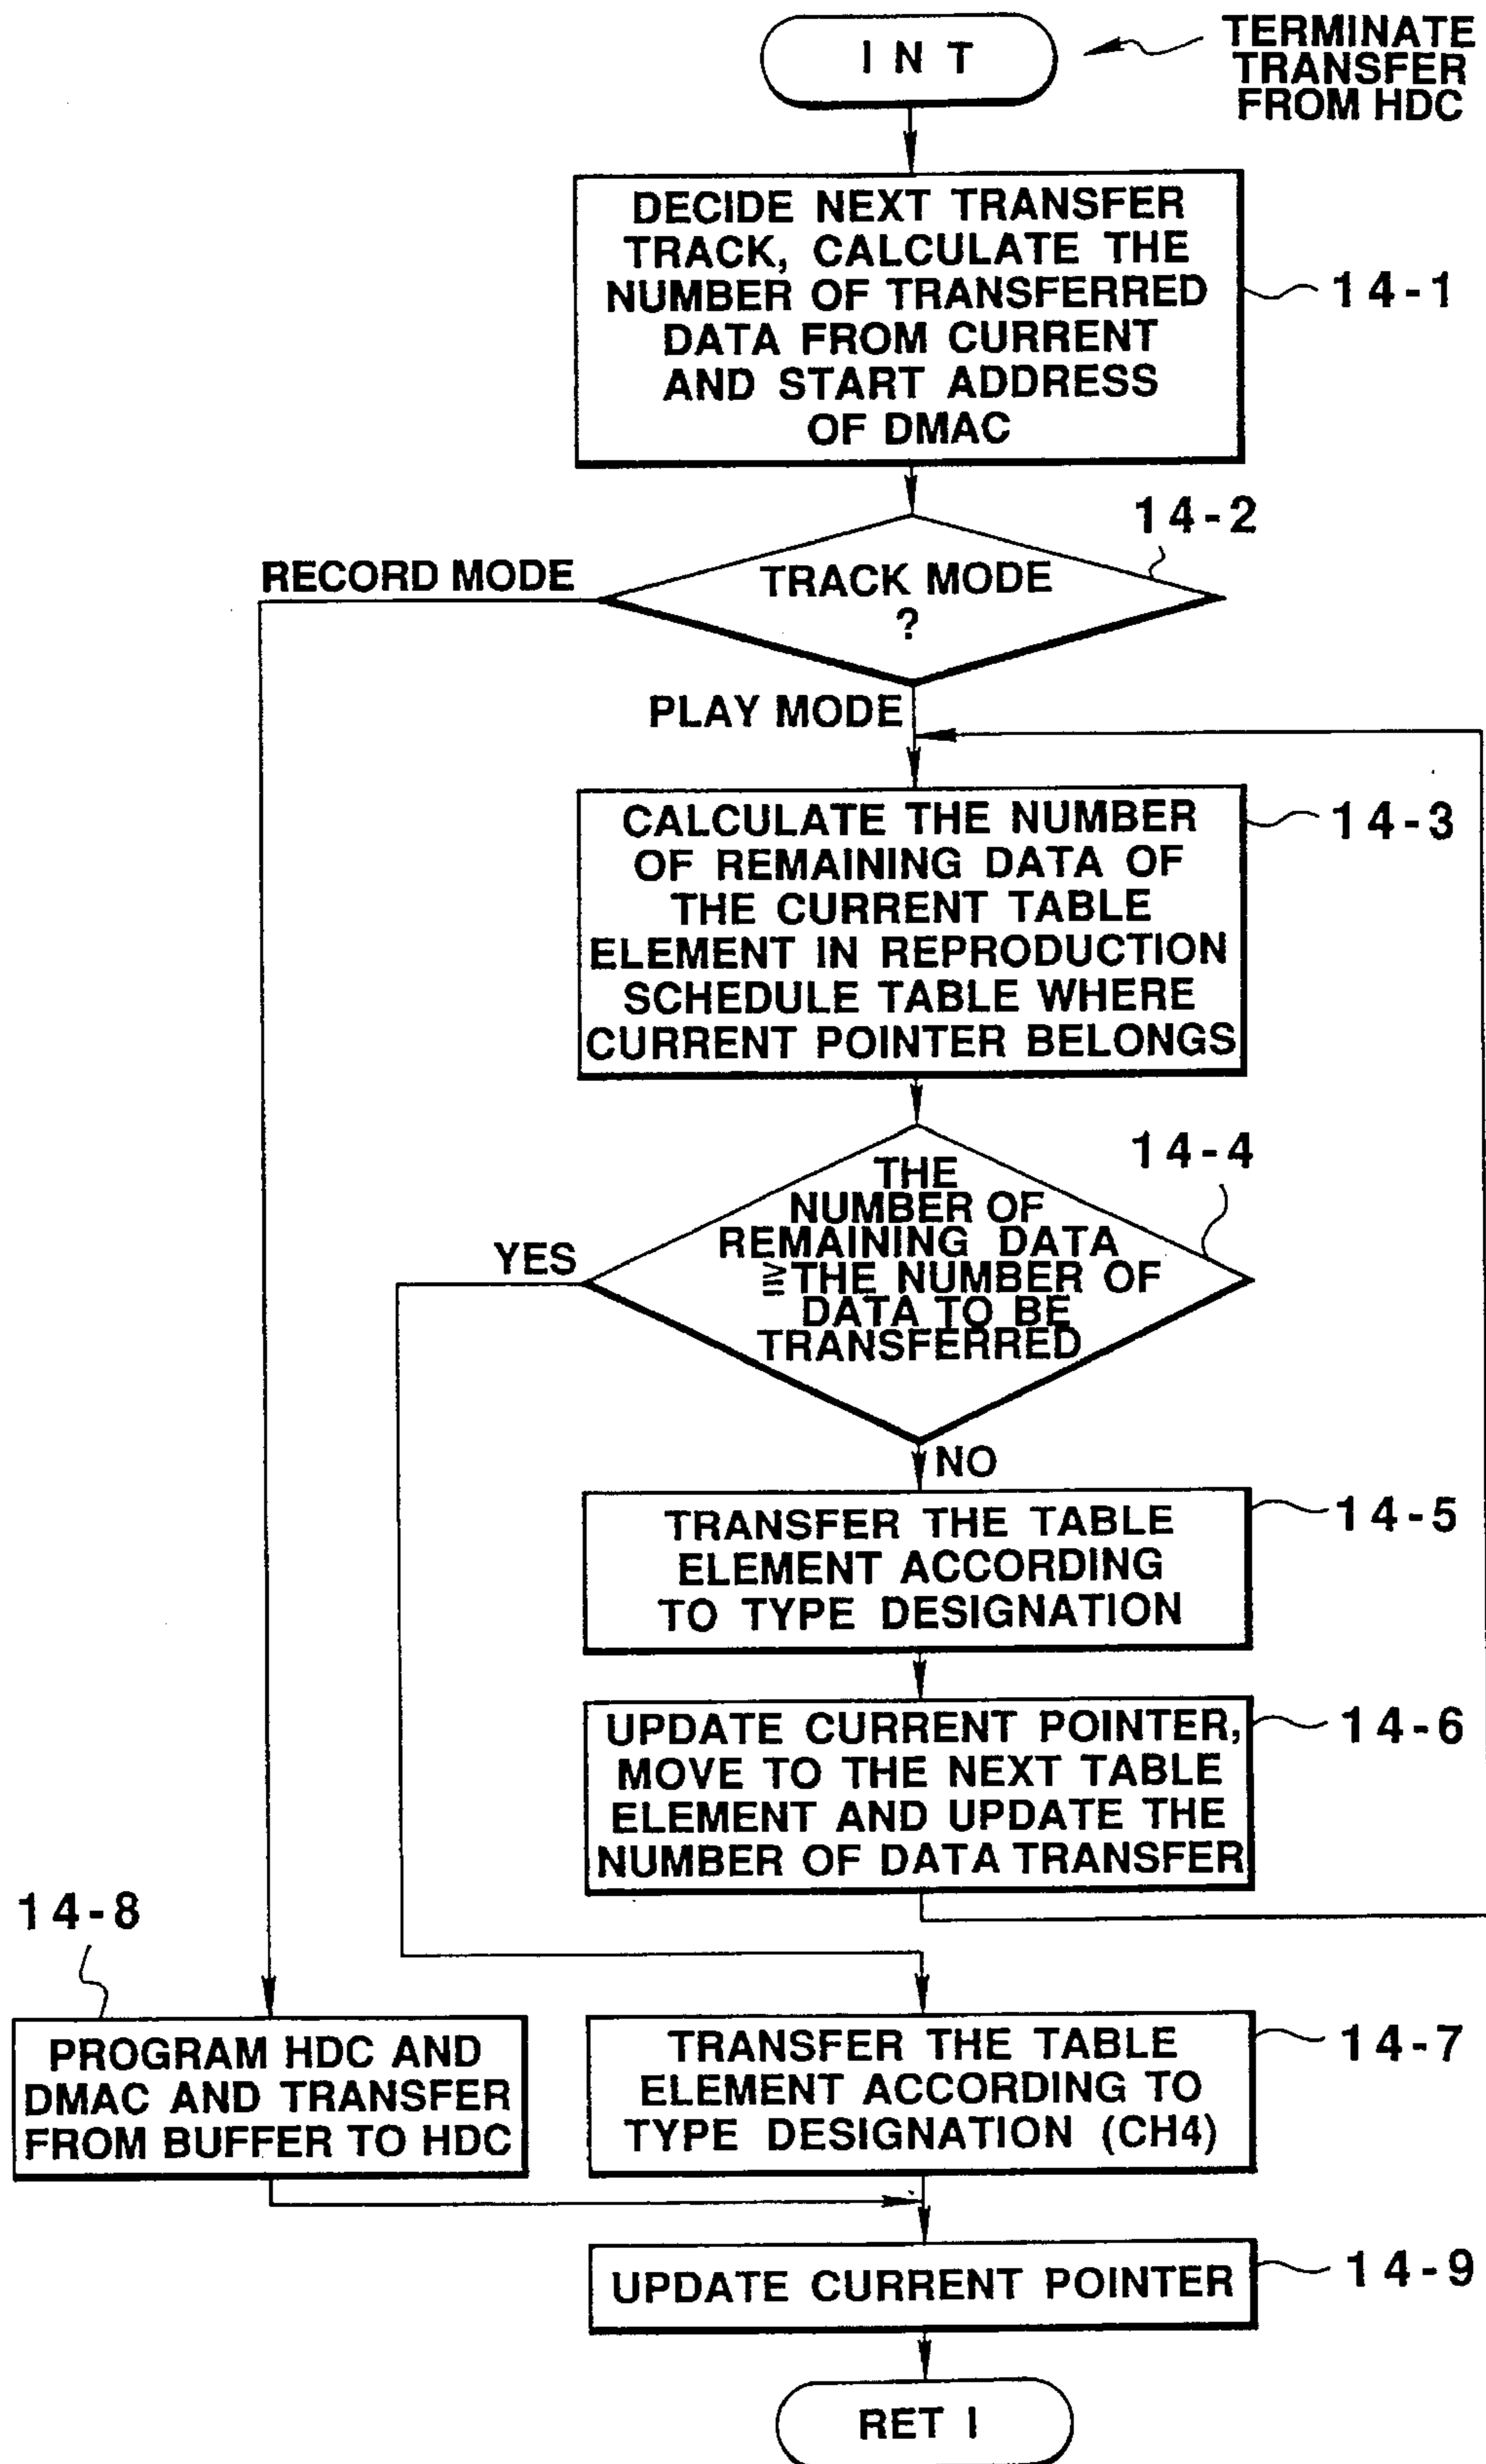 INT
TERMINATE
TRANSFER
FROM HDC
DECIDE NEXT TRANSFER
TRACK, CALCULATE THE
NUMBER OF TRANSFERRED
DATA FROM CURRENT
AND START ADDRESS
OF DMAC
14-1
14-2
RECORD MODE
TRACK MODE
?
PLAY MODE
CALCULATE THE NUMBER
OF REMAINING DATA OF
THE CURRENT TABLE
ELEMENT IN REPRODUCTION
SCHEDULE TABLE WHERE
CURRENT POINTER BELONGS
14-3
14-4
THE
NUMBER OF
REMAINING DATA
≧THE NUMBER OF
DATA TO BE
TRANSFERRED
YES
NO
TRANSFER THE TABLE
ELEMENT ACCORDING
TO TYPE DESIGNATION
14-5
UPDATE CURRENT POINTER,
MOVE TO THE NEXT TABLE
ELEMENT AND UPDATE THE
NUMBER OF DATA TRANSFER
14-6
14-8
PROGRAM HDC AND
DMAC AND TRANSFER
FROM BUFFER TO HDC
TRANSFER THE TABLE
ELEMENT ACCORDING TO
TYPE DESIGNATION (CH4)
14-7
UPDATE CURRENT POINTER
14-9
RET I